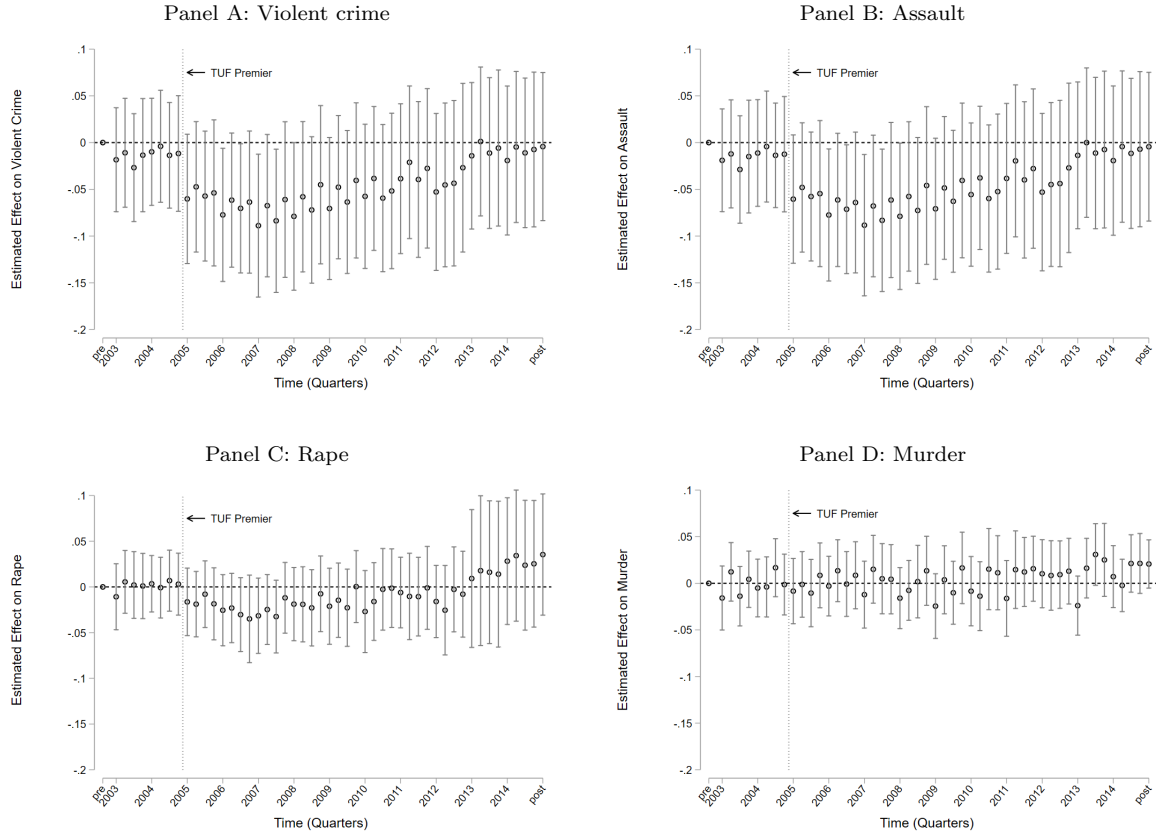 Panel A: Violent crime
.1
.05
0
-.05
-.1
-.15
-.2
Estimated Effect on Violent Crime
TUF Premier
pre 2003 2004 2005 2006 2007 2008 2009 2010 2011 2012 2013 2014 post
Time (Quarters)
Panel B: Assault
.1
.05
0
-.05
-.1
-.15
-.2
Estimated Effect on Assault
TUF Premier
pre 2003 2004 2005 2006 2007 2008 2009 2010 2011 2012 2013 2014 post
Time (Quarters)
Panel C: Rape
.1
.05
0
-.05
-.1
-.15
-.2
Estimated Effect on Rape
TUF Premier
pre 2003 2004 2005 2006 2007 2008 2009 2010 2011 2012 2013 2014 post
Time (Quarters)
Panel D: Murder
.1
.05
0
-.05
-.1
-.15
-.2
Estimated Effect on Murder
TUF Premier
pre 2003 2004 2005 2006 2007 2008 2009 2010 2011 2012 2013 2014 post
Time (Quarters)